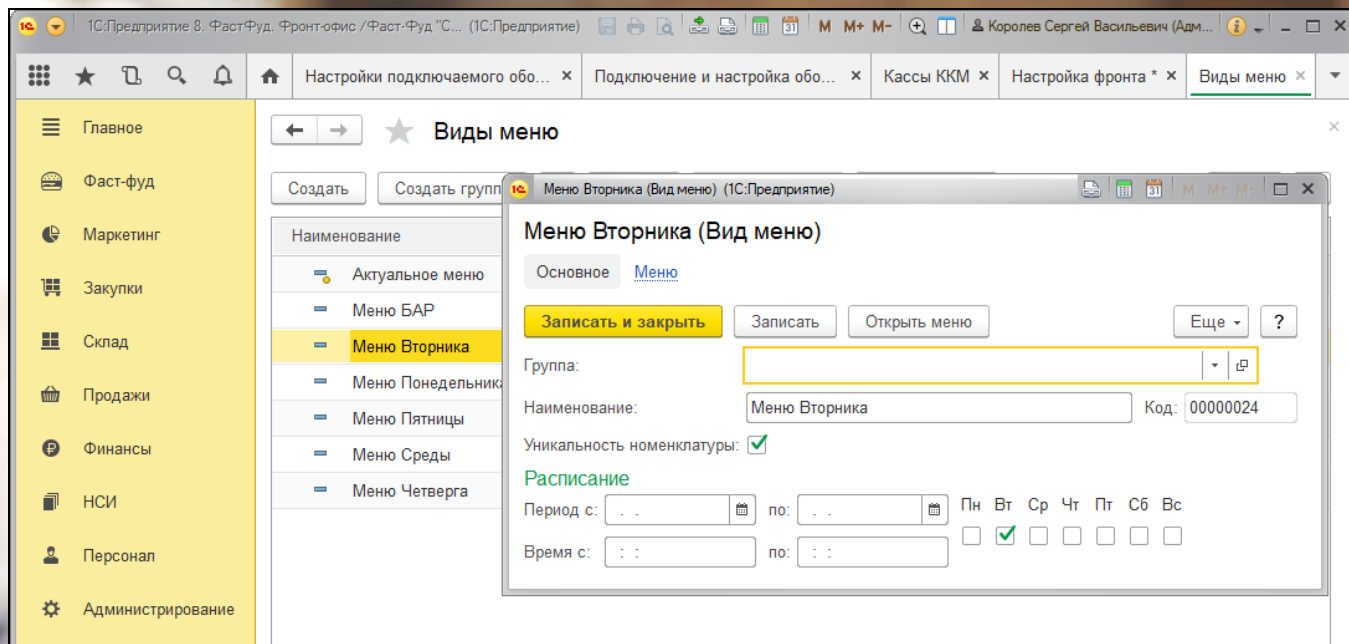 1С:Предприятие 8. ФастФуд. Фронт-офис /Фаст-Фуд "С... (1С:Предприятие) M M+ M- Королев Сергей Васильевич (Адм...
Настройки подключаемого обо... × Подключение и настройка обо... × Кассы ККМ × Настройка фронта * × Виды меню ×
Главное
Фаст-фуд
Маркетинг
Закупки
Склад
Продажи
Финансы
НСИ
Персонал
Администрирование
Виды меню
Создать Создать групп
Наименование
Актуальное меню
Меню БАР
Меню Вторника
Меню Понедельника
Меню Пятницы
Меню Среды
Меню Четверга
Меню Вторника (Вид меню) (1С:Предприятие) M M+ M-
Меню Вторника (Вид меню)
Основное Меню
Записать и закрыть Записать Открыть меню Еще ?
Группа:
Наименование: Меню Вторника Код: 00000024
Уникальность номенклатуры:
Расписание
Период с: . . по: . . Пн Вт Ср Чт Пт Сб Вс
Время с: : : по: : :